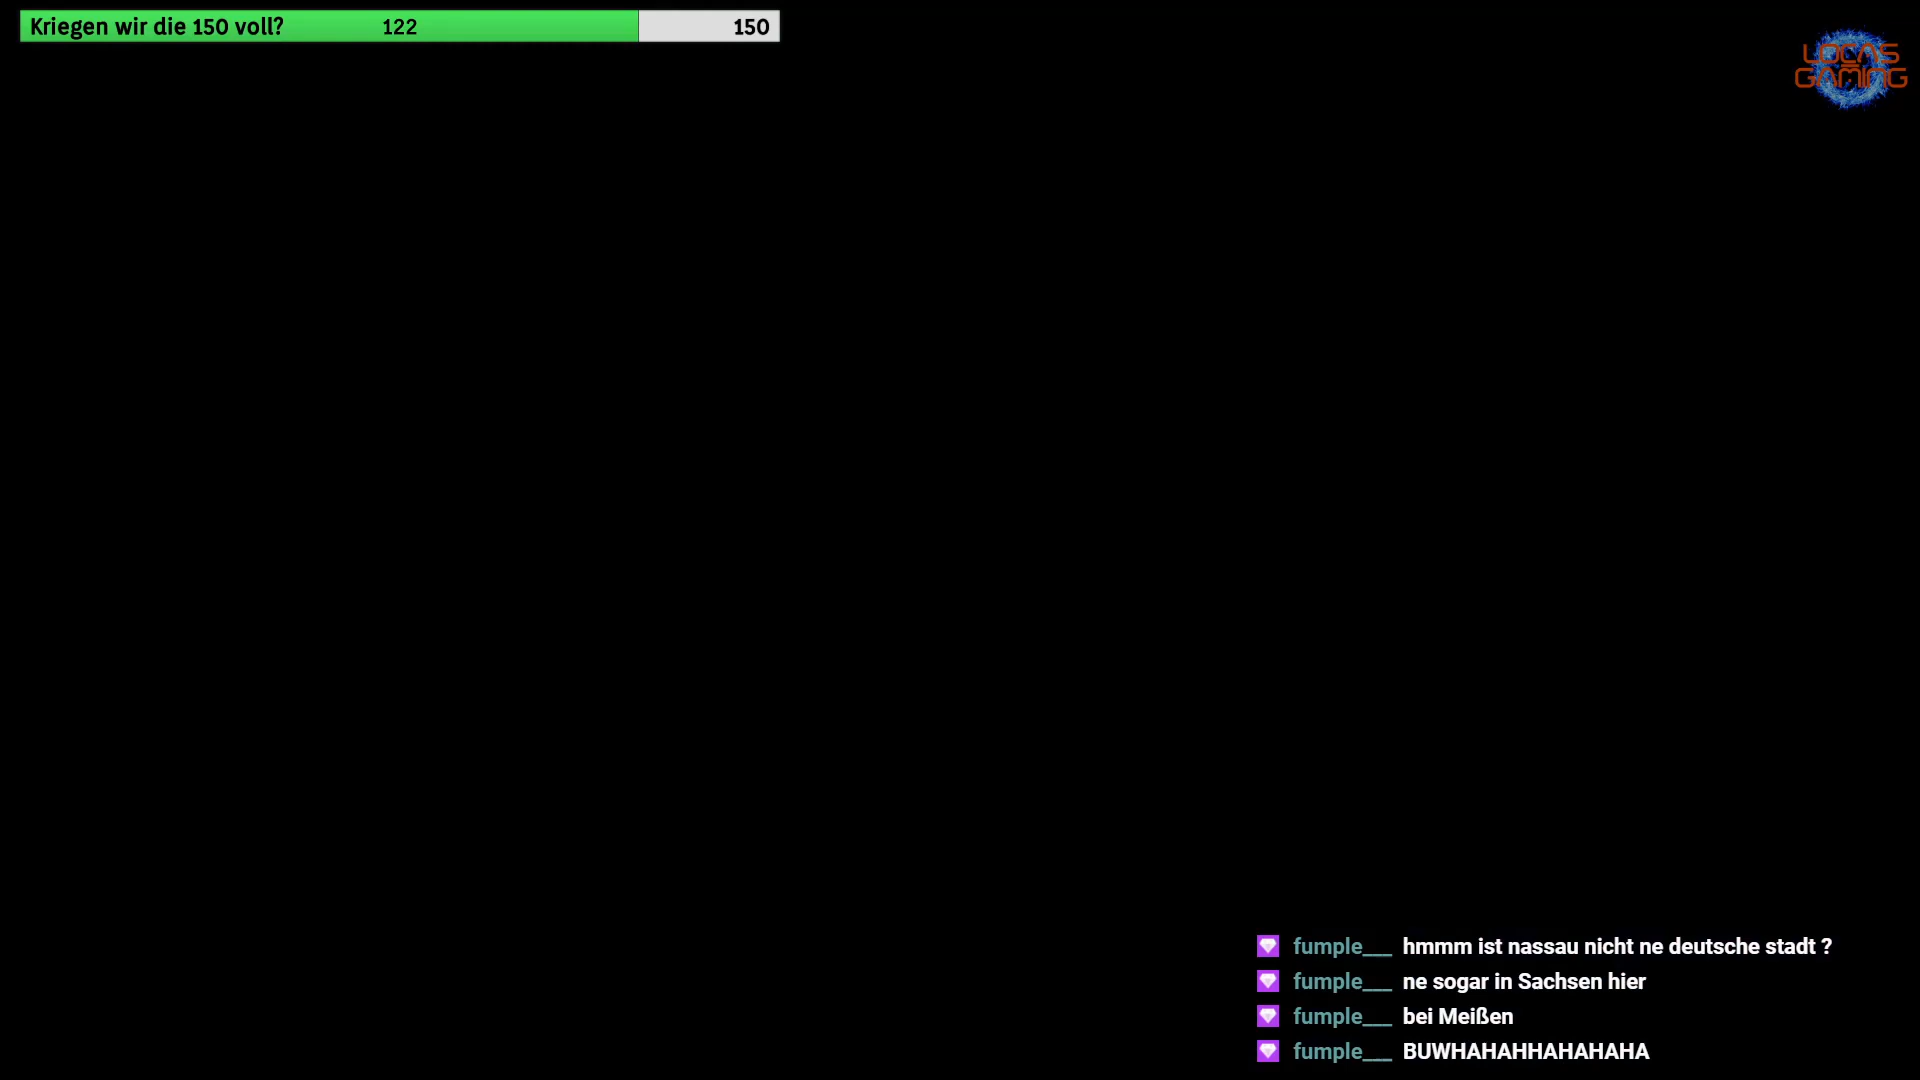 Kriegen wir die 150 voll? 122 150
LOCAS
GAMING
fumple___ hmmm ist nassau nicht ne deutsche stadt ?
fumple___ ne sogar in Sachsen hier
fumple___ bei Meißen
fumple___ BUWHAHAHHAHAHAHA